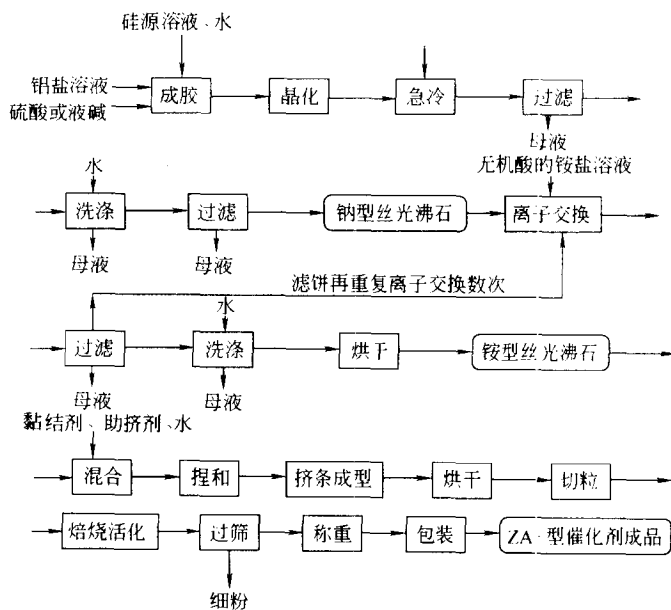 硅源溶液、水
铝盐溶液
硫酸或液碱
成胶
晶化
急冷
过滤
母液
无机酸的铵盐溶液
水
洗涤
过滤
钠型丝光沸石
离子交换
母液
母液
滤饼再重复离子交换数次
水
过滤
洗涤
烘干
铵型丝光沸石
母液
母液
黏结剂、助挤剂、水
混合
捏和
挤条成型
烘干
切粒
焙烧活化
过筛
称重
包装
ZA-型催化剂成品
细粉